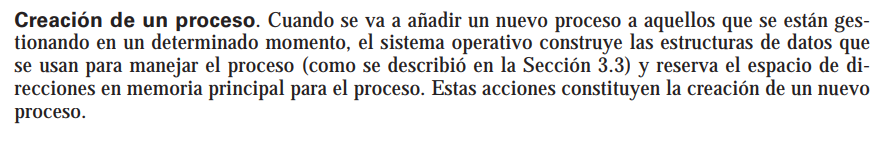 Creación de un proceso. Cuando se va a añadir un nuevo proceso a aquellos que se están ges-
tionando en un determinado momento, el sistema operativo construye las estructuras de datos que
se usan para manejar el proceso (como se describió en la Sección 3.3) y reserva el espacio de di-
recciones en memoria principal para el proceso. Estas acciones constituyen la creación de un nuevo
proceso.